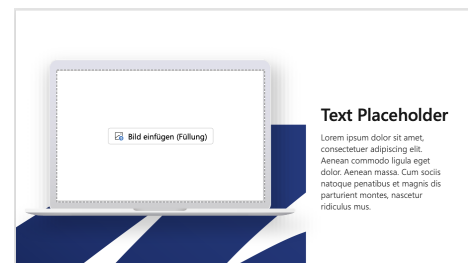 Bild einfügen (Füllung)
Text Placeholder
Lorem ipsum dolor sit amet,
consectetuer adipiscing elit.
Aenean commodo ligula eget
dolor. Aenean massa. Cum sociis
natoque penatibus et magnis dis
parturient montes, nascetur
ridiculus mus.